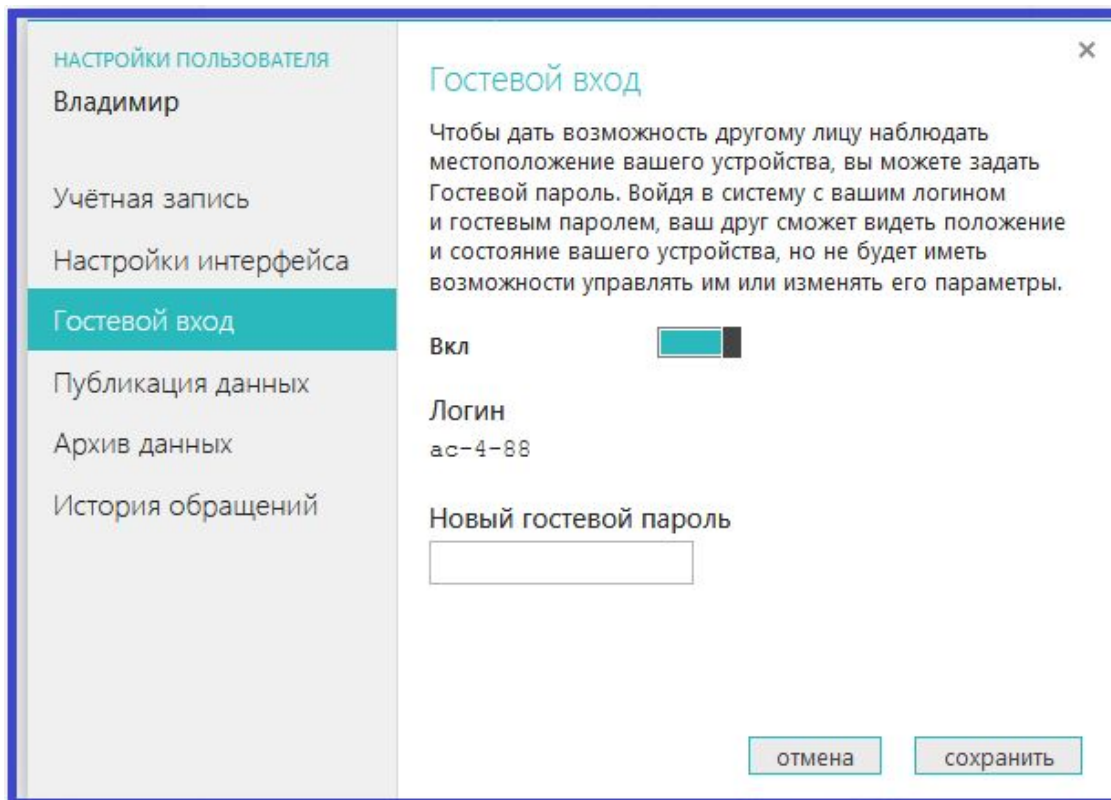 НАСТРОЙКИ ПОЛЬЗОВАТЕЛЯ
Владимир
Учётная запись
Настройки интерфейса
Гостевой вход
Публикация данных
Архив данных
История обращений
Гостевой вход
Чтобы дать возможность другому лицу наблюдать
местоположение вашего устройства, вы можете задать
Гостевой пароль. Войдя в систему с вашим логином
и гостевым паролем, ваш друг сможет видеть положение
и состояние вашего устройства, но не будет иметь
возможности управлять им или изменять его параметры.
Вкл
Логин
ac-4-88
Новый гостевой пароль
отмена
сохранить